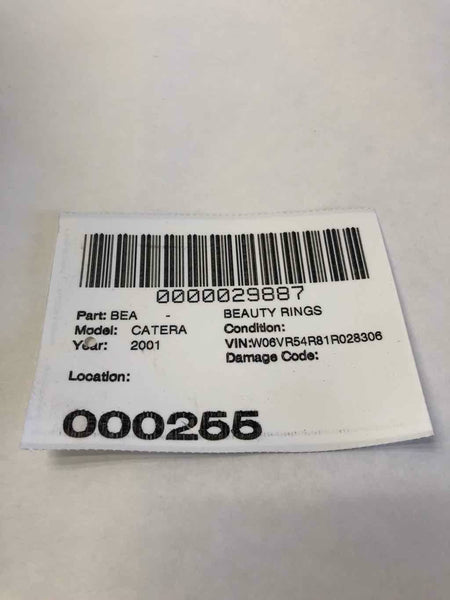 0000029887
Part: BEA - BEAUTY RINGS
Model: CATERA Condition:
Year: 2001 VIN:W06VR54R81R028306
Damage Code:
Location:
000255